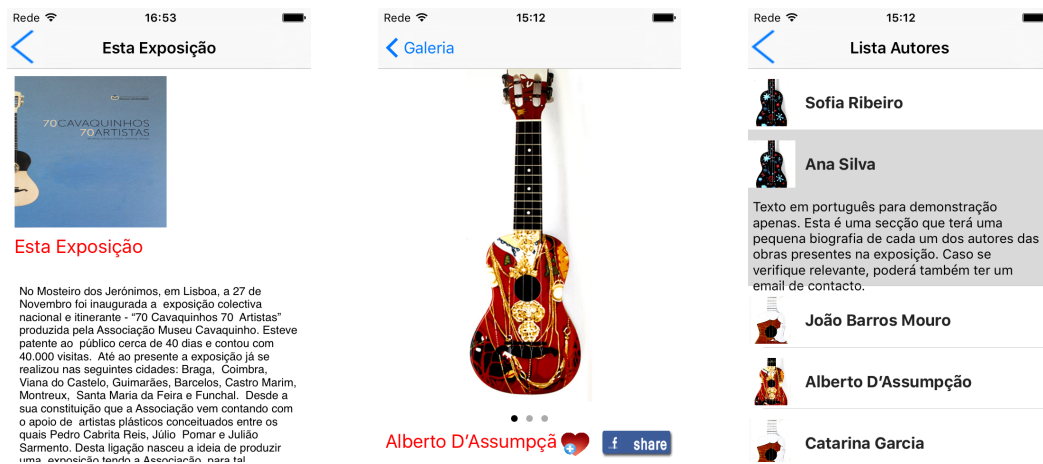 Rede 16:53
Esta Exposição
70CAVAQUINHOS
70ARTISTAS
Esta Exposição
No Mosteiro dos Jerónimos, em Lisboa, a 27 de
Novembro foi inaugurada a exposição colectiva
nacional e itinerante - “70 Cavaquinhos 70 Artistas”
produzida pela Associação Museu Cavaquinho. Esteve
patente ao público cerca de 40 dias e contou com
40.000 visitas. Até ao presente a exposição já se
realizou nas seguintes cidades: Braga, Coimbra,
Viana do Castelo, Guimarães, Barcelos, Castro Marim,
Montreux, Santa Maria da Feira e Funchal. Desde a
sua constituição que a Associação vem contando com
o apoio de artistas plásticos conceituados entre os
quais Pedro Cabrita Reis, Júlio Pomar e Julião
Sarmento. Desta ligação nasceu a ideia de produzir
uma exposição tendo a Associação para tal
Rede 15:12
Galeria
Alberto D’Assumpçã
f share
Rede 15:12
Lista Autores
Sofia Ribeiro
Ana Silva
Texto em português para demonstração
apenas. Esta é uma secção que terá uma
pequena biografia de cada um dos autores das
obras presentes na exposição. Caso se
verifique relevante, poderá também ter um
email de contacto.
João Barros Mouro
Alberto D’Assumpção
Catarina Garcia